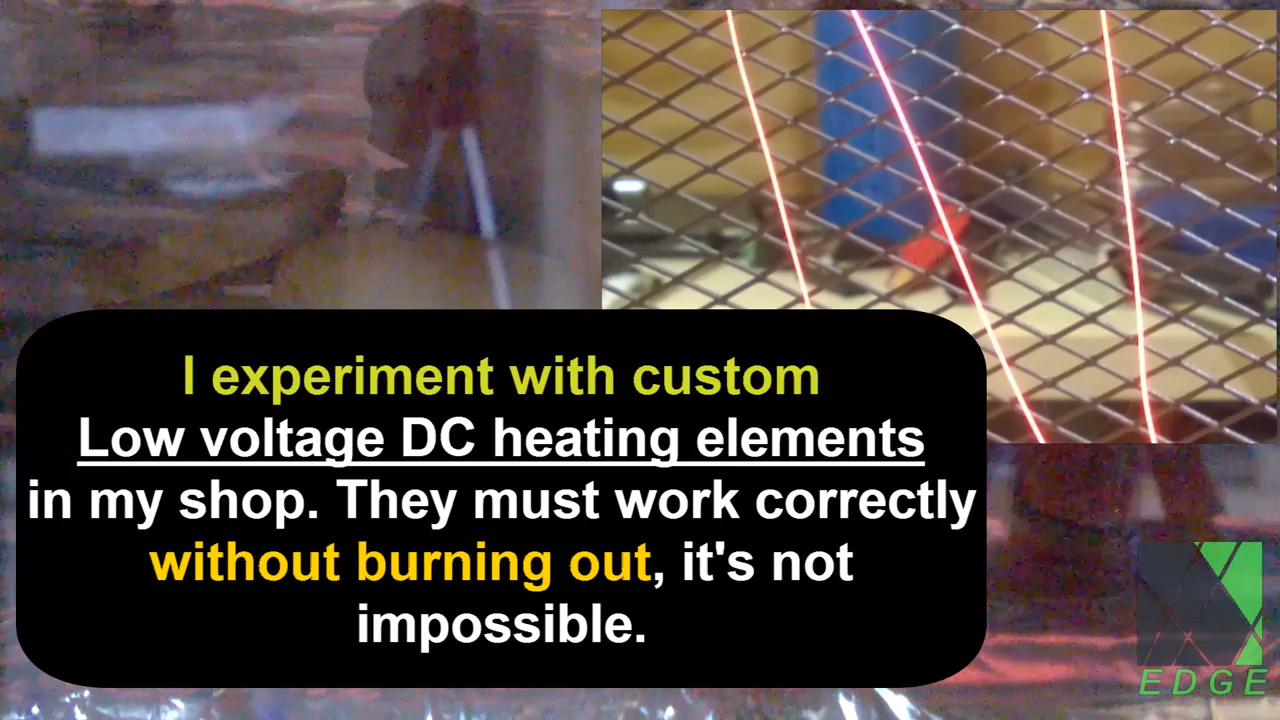 I experiment with custom
Low voltage DC heating elements
in my shop. They must work correctly
without burning out, it's not
impossible.
EDGE